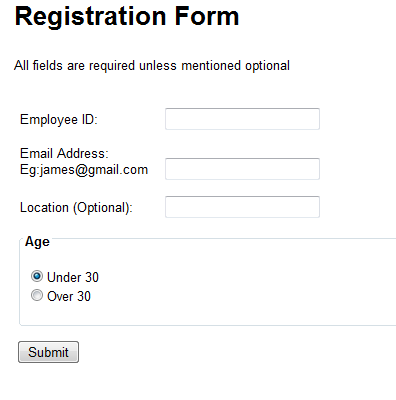 Registration Form
All fields are required unless mentioned optional
Employee ID:
Email Address:
Eg:james@gmail.com
Location (Optional):
Age
Under 30
Over 30
Submit